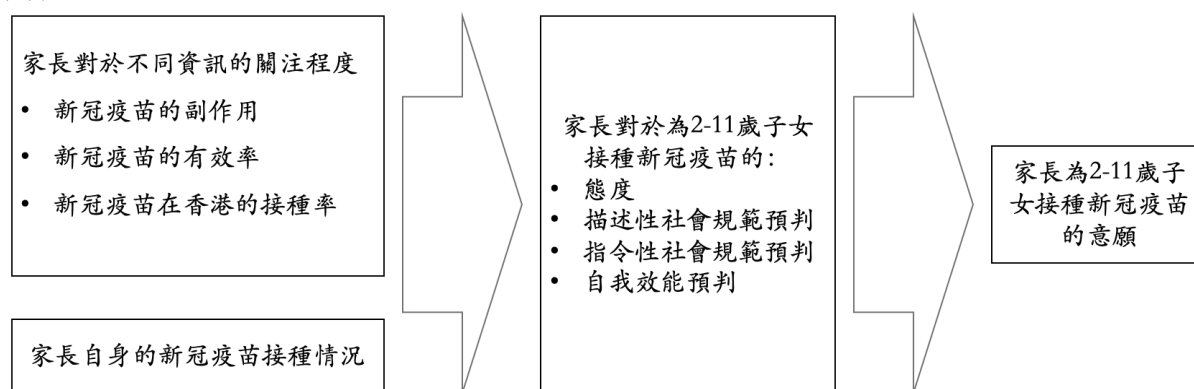 家長對於不同資訊的關注程度
• 新冠疫苗的副作用
• 新冠疫苗的有效率
• 新冠疫苗在香港的接種率
家長自身的新冠疫苗接種情況
家長對於為2-11歲子女
接種新冠疫苗的:
• 態度
• 描述性社會規範預判
• 指令性社會規範預判
• 自我效能預判
家長為2-11歲子
女接種新冠疫苗
的意願